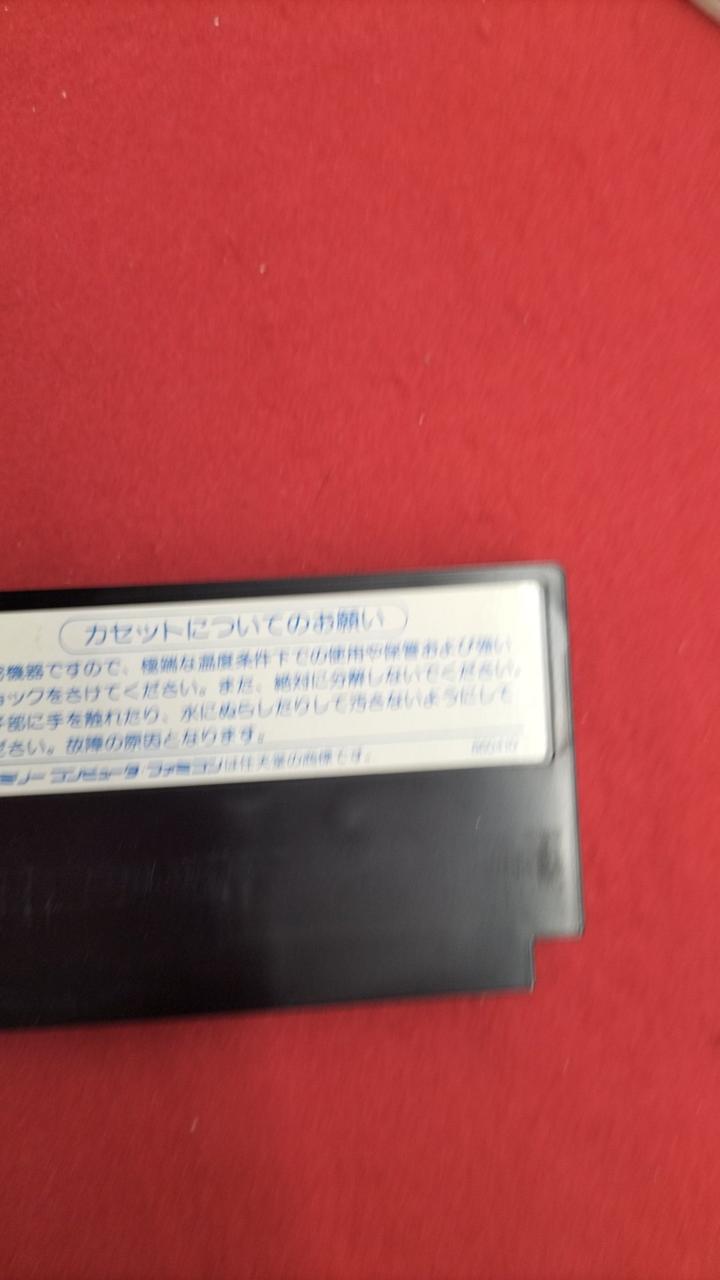 カセットについてのお願い
機器ですので、極端な温度条件下での使用や保管および強い
ョックをさけてください。また、絶対に分解しないでください。
子部に手を触れたり、水にぬらしたりして汚さないようにして
ださい。故障の原因となります。
ミリー コンピュータ・ファミコンは任天堂の商標です。